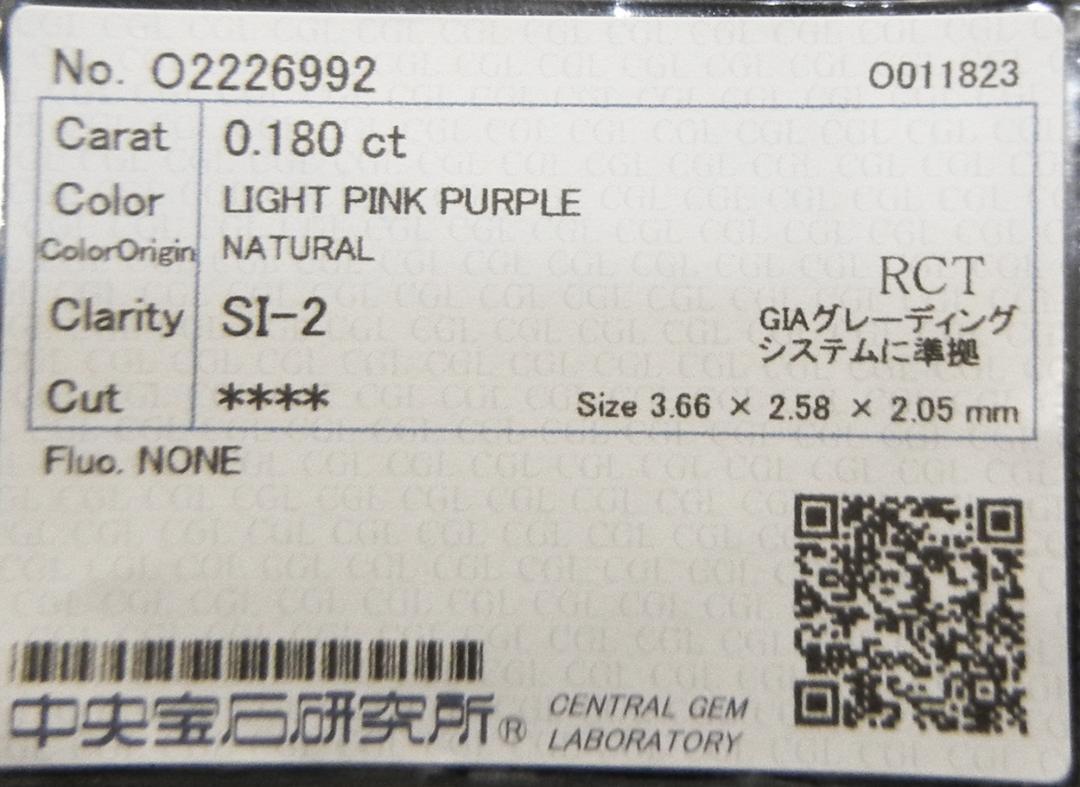 No. O2226992 O011823
Carat 0.180 ct
Color LIGHT PINK PURPLE
ColorOrigin NATURAL
RCT
Clarity SI-2
GIAグレーディング
システムに準拠
Cut **** Size 3.66 × 2.58 × 2.05 mm
Fluo. NONE
中央宝石研究所® CENTRAL GEM
LABORATORY